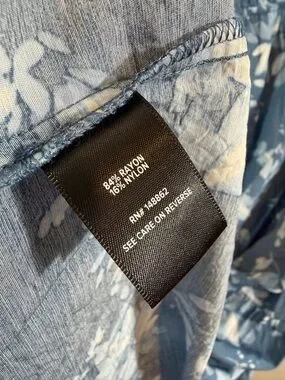 84% RAYON
16% NYLON
RN# 148862
SEE CARE ON REVERSE